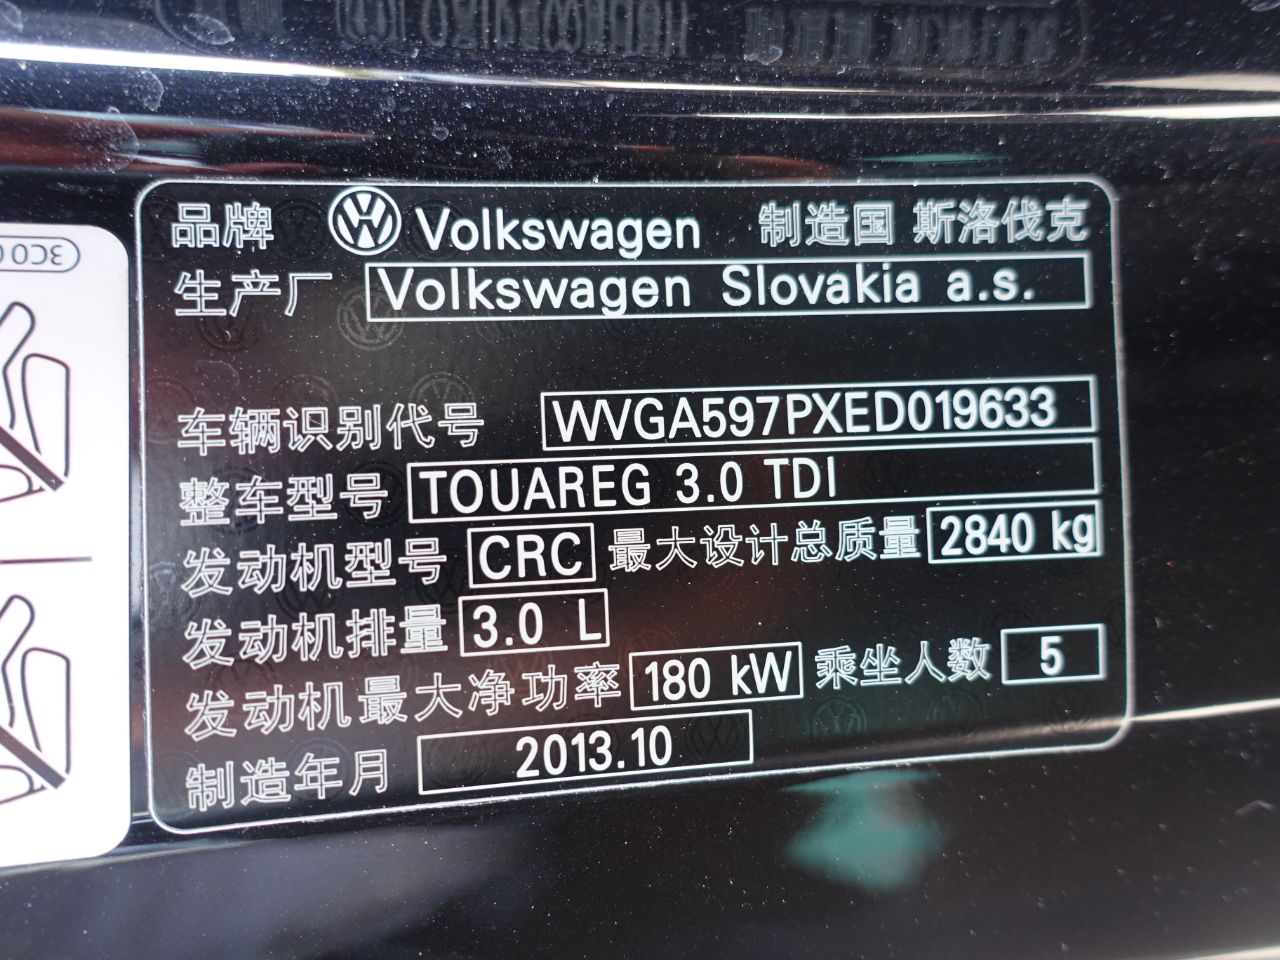 3C0
品牌 Volkswagen 制造国 斯洛伐克
生产厂 Volkswagen Slovakia a.s.
车辆识别代号 WVGA597PXED019633
整车型号 TOUAREG 3.0 TDI
发动机型号 CRC 最大设计总质量 2840 kg
发动机排量 3.0 L
发动机最大净功率 180 kW 乘坐人数 5
制造年月 2013.10